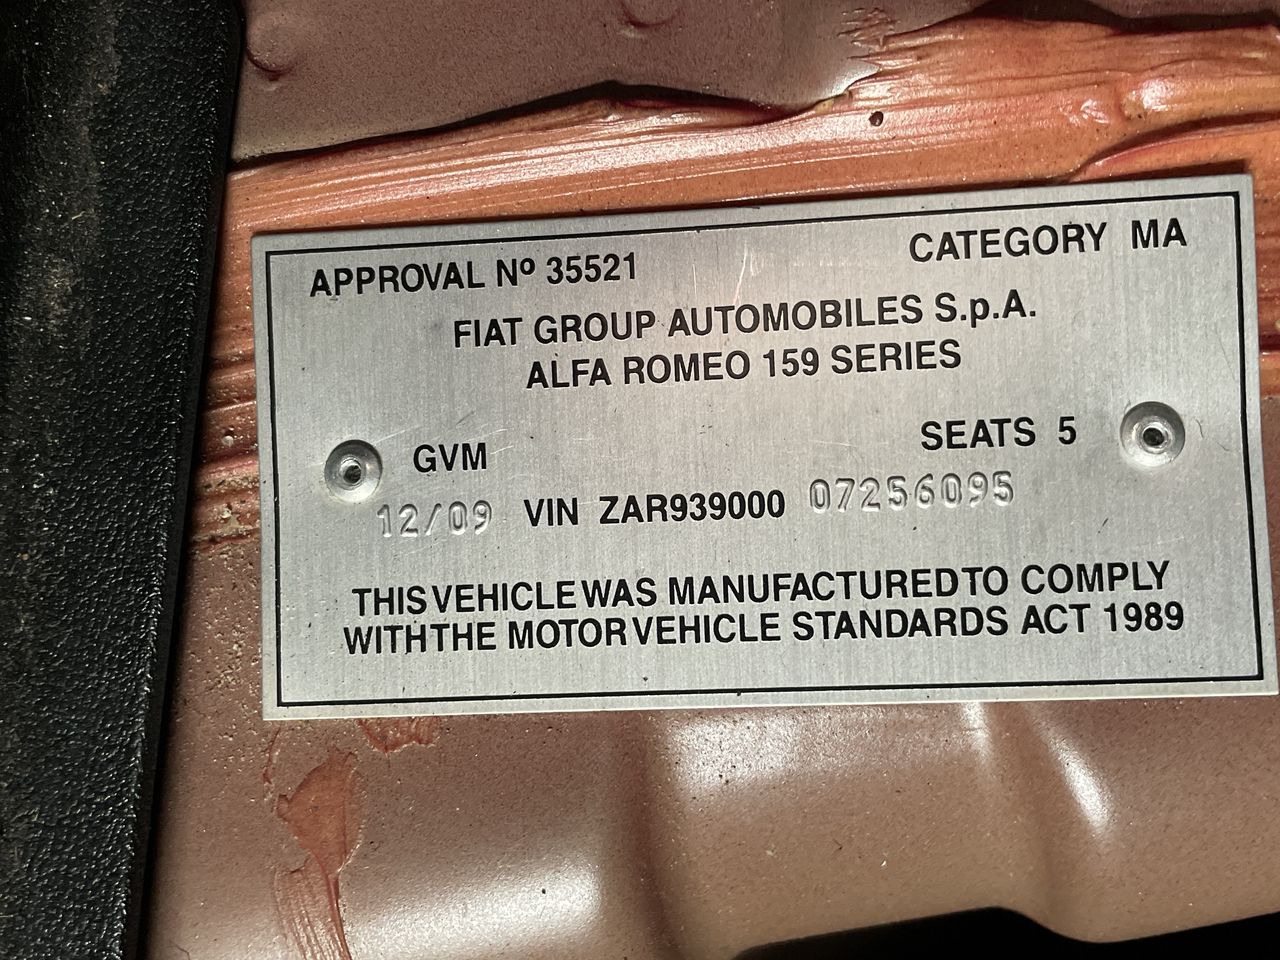 APPROVAL Nº 35521 CATEGORY MA
FIAT GROUP AUTOMOBILES S.p.A.
ALFA ROMEO 159 SERIES
GVM SEATS 5
12/09 VIN ZAR939000 07256095
THIS VEHICLE WAS MANUFACTURED TO COMPLY
WITH THE MOTOR VEHICLE STANDARDS ACT 1989